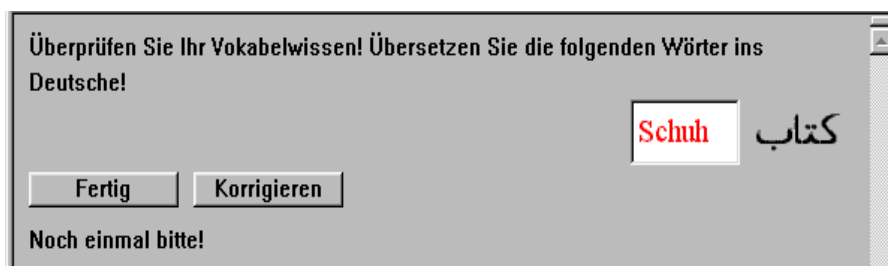 Überprüfen Sie Ihr Vokabelwissen! Übersetzen Sie die folgenden Wörter ins
Deutsche!
Schuh كتاب
Fertig Korrigieren
Noch einmal bitte!